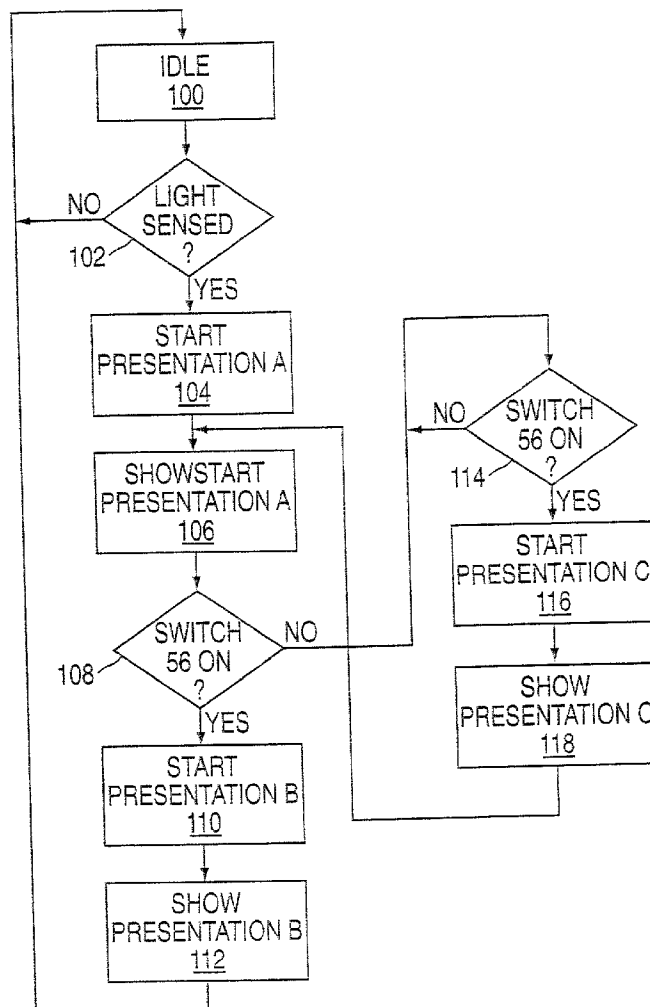 IDLE
100
LIGHT
SENSED
?
NO
102
YES
START
PRESENTATION A
104
SHOWSTART
PRESENTATION A
106
SWITCH
56 ON
?
NO
108
YES
START
PRESENTATION B
110
SHOW
PRESENTATION B
112
SWITCH
56 ON
?
NO
114
YES
START
PRESENTATION C
116
SHOW
PRESENTATION C
118